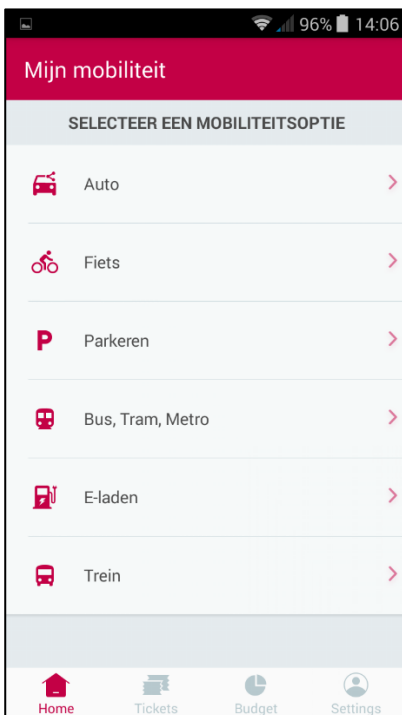 96% 14:06
Mijn mobiliteit
SELECTEER EEN MOBILITEITSOPTIE
Auto
Fiets
P Parkeren
Bus, Tram, Metro
E-laden
Trein
Home Tickets Budget Settings